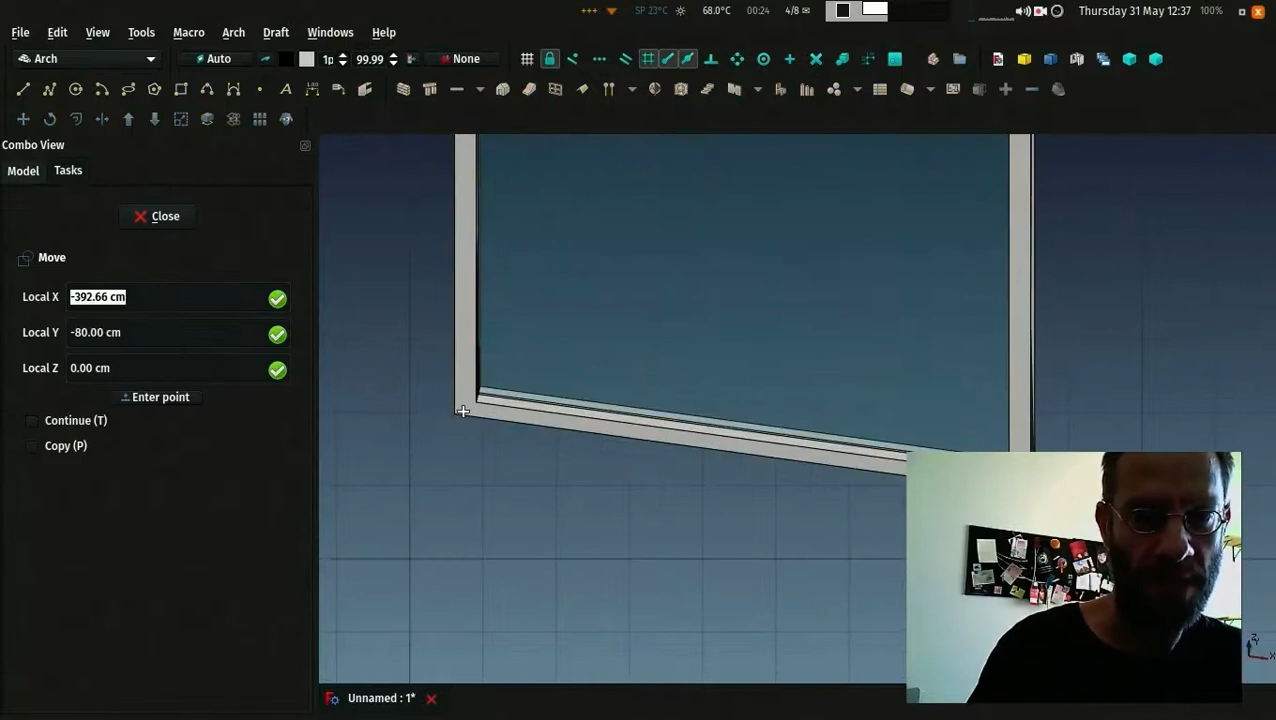 SP 23°C 68.0°C 00:24 4/8 Thursday 31 May 12:37 100%
File Edit View Tools Macro Arch Draft Windows Help
Arch Auto 1p 99.99 None
Combo View
Model Tasks
Close
Move
Local X -392.66 cm
Local Y -80.00 cm
Local Z 0.00 cm
Enter point
Continue (T)
Copy (P)
Unnamed : 1*